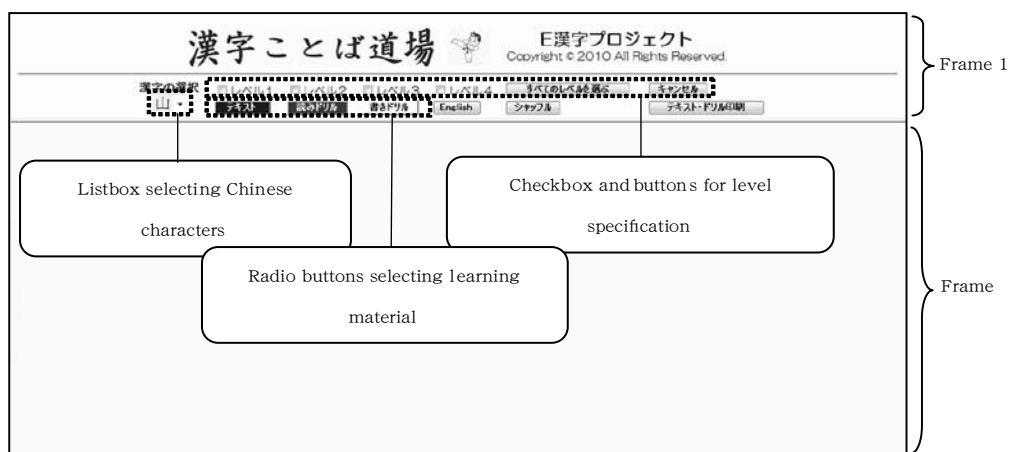 漢字ことば道場
E漢字プロジェクト
Copyright © 2010 All Rights Reserved.
Frame 1
漢字の選択 レベル1 レベル2 レベル3 レベル4 すべてのレベルを選ぶ キャンセル
山 テキスト 読みドリル 書きドリル English シャッフル テキスト・ドリル印刷
Listbox selecting Chinese
characters
Checkbox and buttons for level
specification
Radio buttons selecting learning
material
Frame